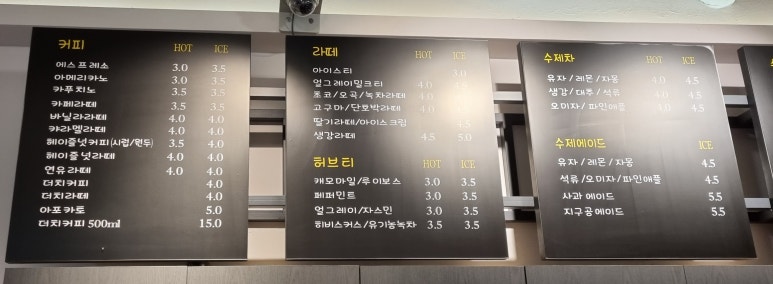 커피 HOT ICE
에스프레소 3.0 3.5
아메리카노 3.0 3.5
카푸치노 3.5 3.5
카페라떼 3.5 3.5
바닐라라떼 4.0 4.0
캬라멜라떼 4.0 4.0
헤이즐넛커피(시럽/원두) 3.5 4.0
헤이즐넛라떼 4.0 4.0
연유라떼 4.0 4.0
더치커피 4.0
더치라떼 4.0
아포카토 5.0
더치커피 500ml 15.0
라떼 HOT ICE
아이스티 3.0
얼그레이밀크티 4.0
초코/오곡/녹차라떼 4.0
고구마/단호박라떼 4.0
딸기라떼/아이스크림 4.5
생강라떼 4.5 5.0
허브티 HOT ICE
캐모마일/루이보스 3.0 3.5
페퍼민트 3.0 3.5
얼그레이/자스민 3.0 3.5
히비스커스/유기농녹차 3.5 3.5
수제차 HOT ICE
유자/레몬/자몽 4.0 4.5
생강/대추/석류 4.0 4.5
오미자/파인애플 4.0 4.5
수제에이드 ICE
유자/레몬/자몽 4.5
석류/오미자/파인애플 4.5
사과에이드 5.5
지구공에이드 5.5